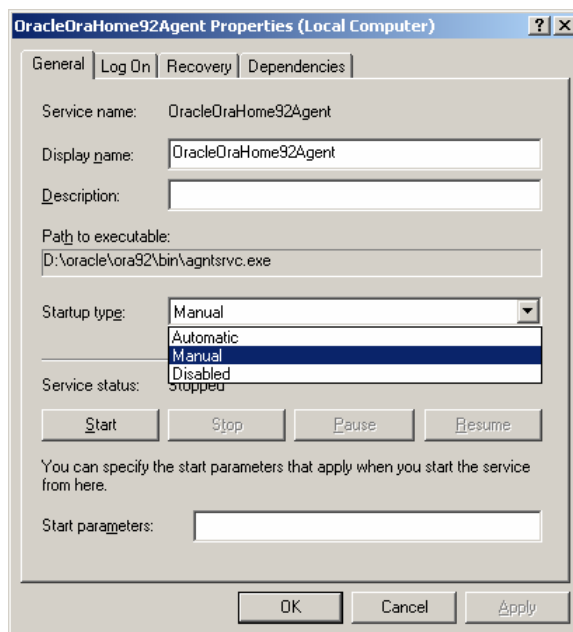 OracleOraHome92Agent Properties (Local Computer)
General Log On Recovery Dependencies
Service name: OracleOraHome92Agent
Display name: OracleOraHome92Agent
Description:
Path to executable:
D:\oracle\ora92\bin\agntsrvc.exe
Startup type: Manual
Automatic
Manual
Disabled
Service status: Stopped
Start Stop Pause Resume
You can specify the start parameters that apply when you start the service
from here.
Start parameters:
OK Cancel Apply